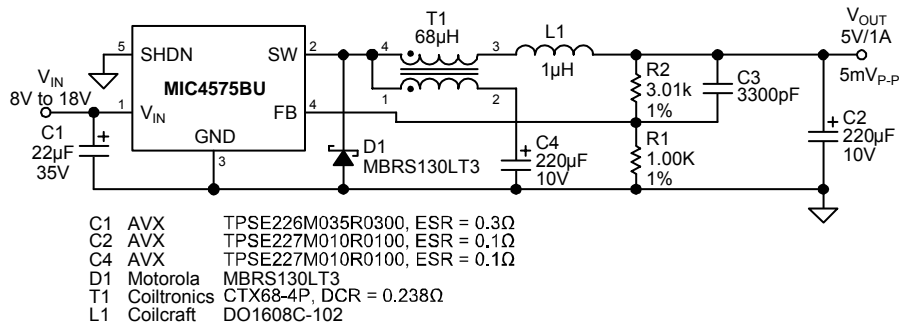 T1
68µH
L1
1µH
VOUT
5V/1A
5mVP-P
5
SHDN
SW
2
4
3
1
2
VIN
8V to 18V
MIC4575BU
1
VIN
FB
4
GND
3
C1
22µF
35V
D1
MBRS130LT3
C4
220µF
10V
R2
3.01k
1%
C3
3300pF
R1
1.00K
1%
C2
220µF
10V
+
+
+
C1 AVX TPSE226M035R0300, ESR = 0.3Ω
C2 AVX TPSE227M010R0100, ESR = 0.1Ω
C4 AVX TPSE227M010R0100, ESR = 0.1Ω
D1 Motorola MBRS130LT3
T1 Coiltronics CTX68-4P, DCR = 0.238Ω
L1 Coilcraft DO1608C-102